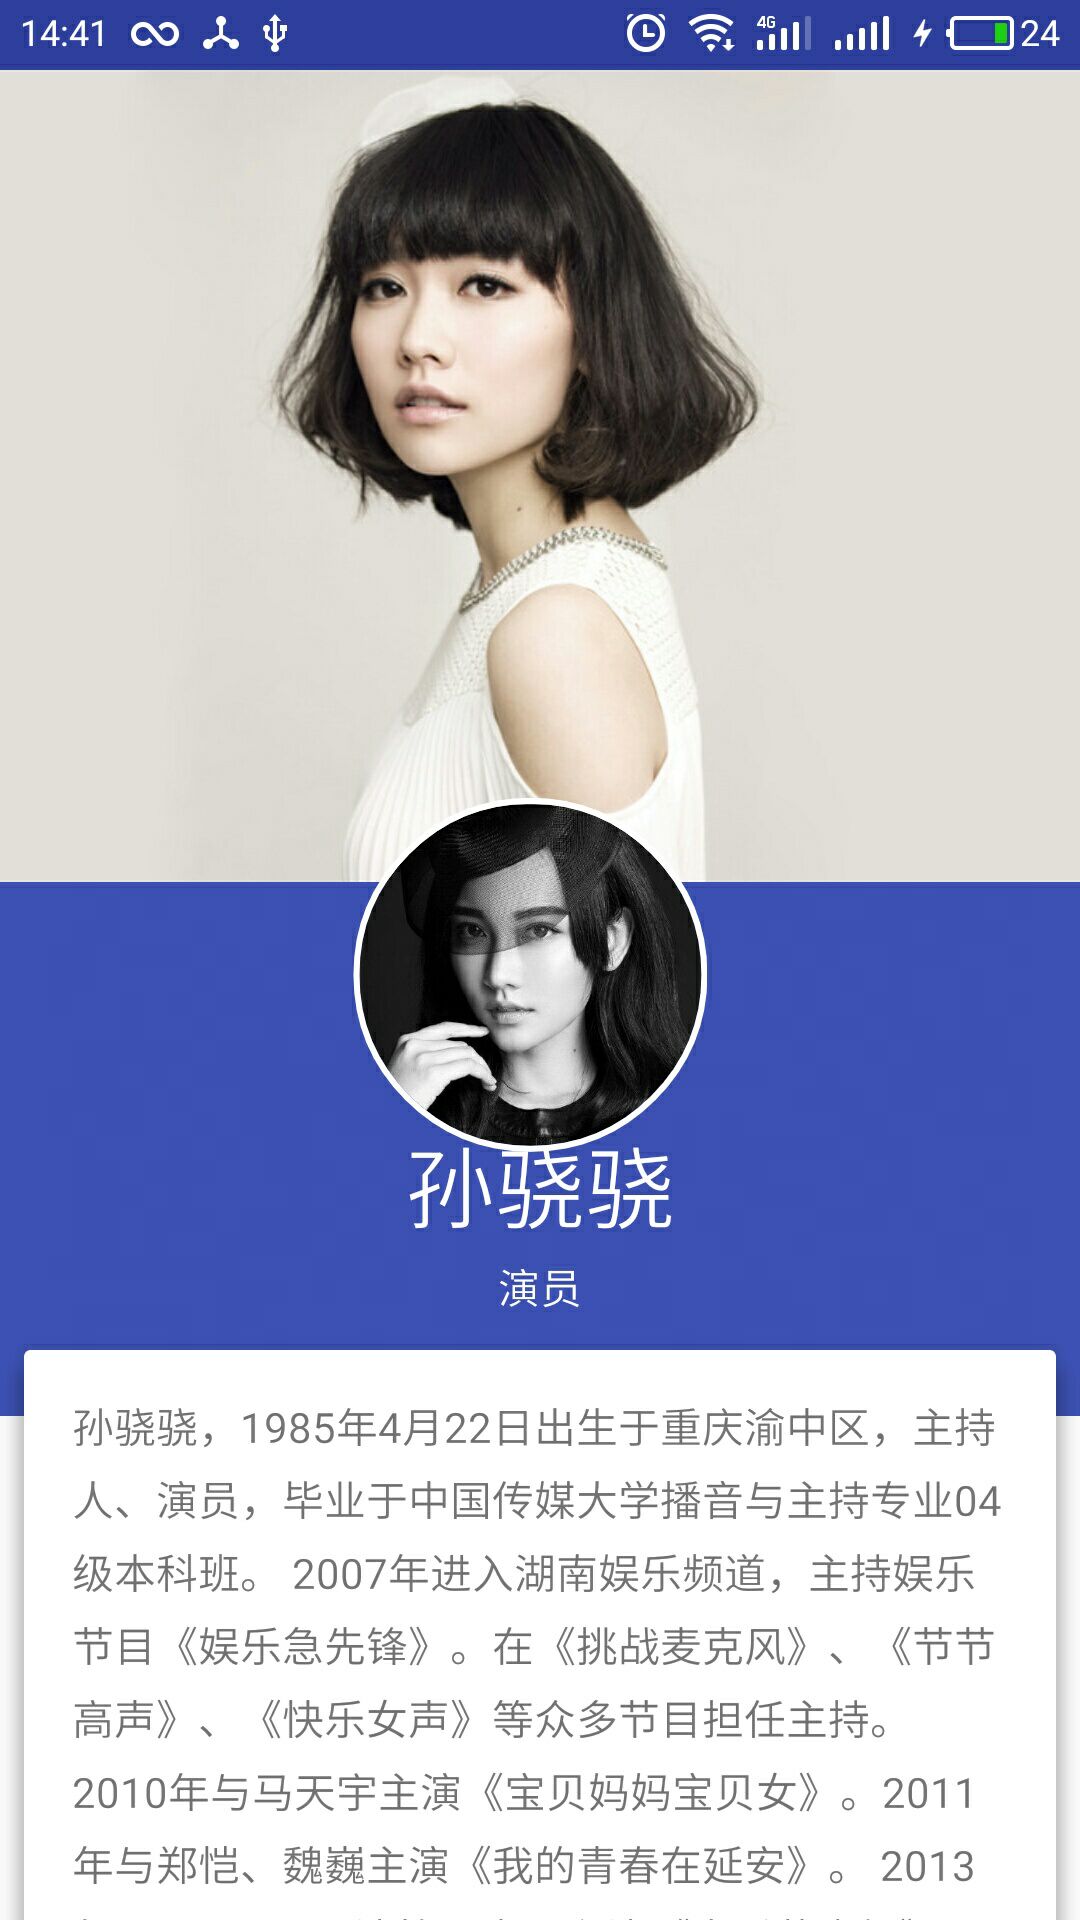 14:41 4G 24
孙骁骁
演员
孙骁骁，1985年4月22日出生于重庆渝中区，主持
人、演员，毕业于中国传媒大学播音与主持专业04
级本科班。 2007年进入湖南娱乐频道，主持娱乐
节目《娱乐急先锋》。在《挑战麦克风》、《节节
高声》、《快乐女声》等众多节目担任主持。
2010年与马天宇主演《宝贝妈妈宝贝女》。2011
年与郑恺、魏巍主演《我的青春在延安》。 2013